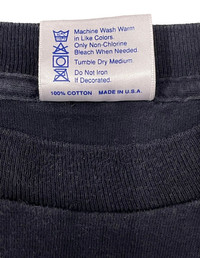 Machine Wash Warm
in Like Colors.
Only Non-Chlorine
Bleach When Needed
Tumble Dry Medium.
Do Not Iron
If Decorated.
100% COTTON MADE IN U.S.A.